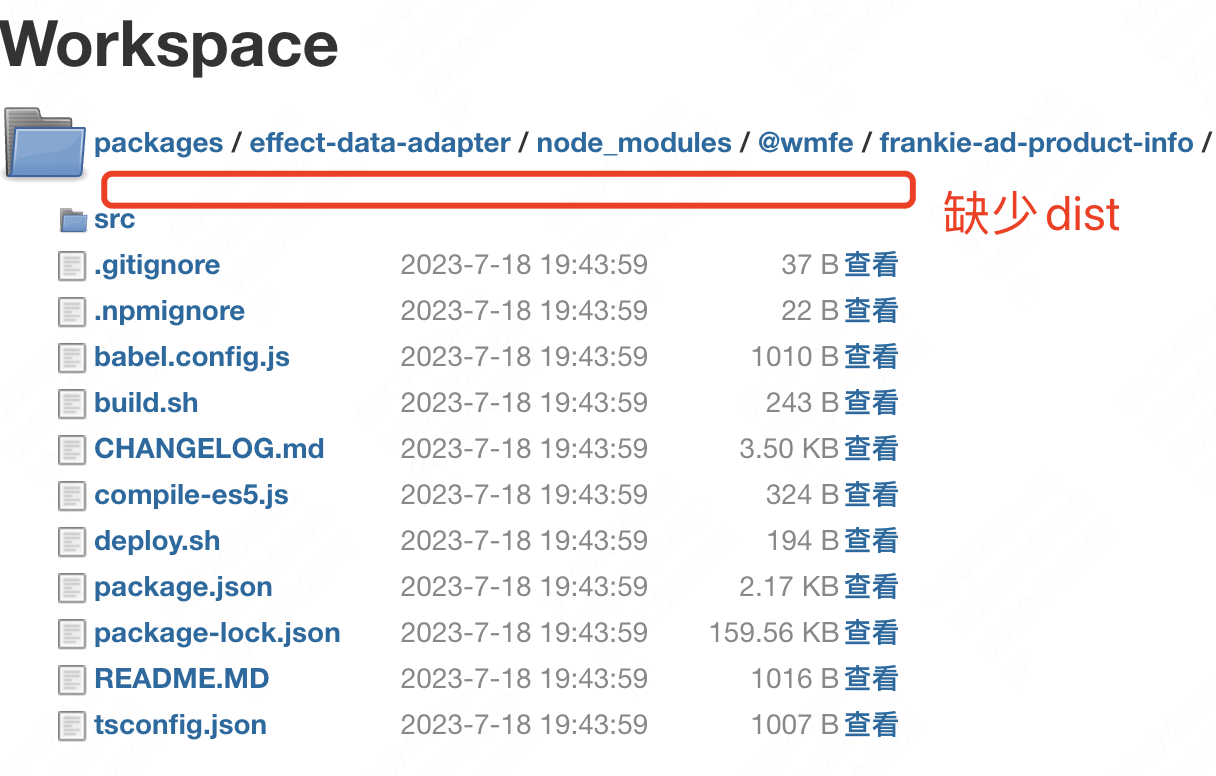 Workspace
packages / effect-data-adapter / node_modules / @wmfe / frankie-ad-product-info /
缺少 dist
src
.gitignore 2023-7-18 19:43:59 37 B 查看
.npmignore 2023-7-18 19:43:59 22 B 查看
babel.config.js 2023-7-18 19:43:59 1010 B 查看
build.sh 2023-7-18 19:43:59 243 B 查看
CHANGELOG.md 2023-7-18 19:43:59 3.50 KB 查看
compile-es5.js 2023-7-18 19:43:59 324 B 查看
deploy.sh 2023-7-18 19:43:59 194 B 查看
package.json 2023-7-18 19:43:59 2.17 KB 查看
package-lock.json 2023-7-18 19:43:59 159.56 KB 查看
README.MD 2023-7-18 19:43:59 1016 B 查看
tsconfig.json 2023-7-18 19:43:59 1007 B 查看